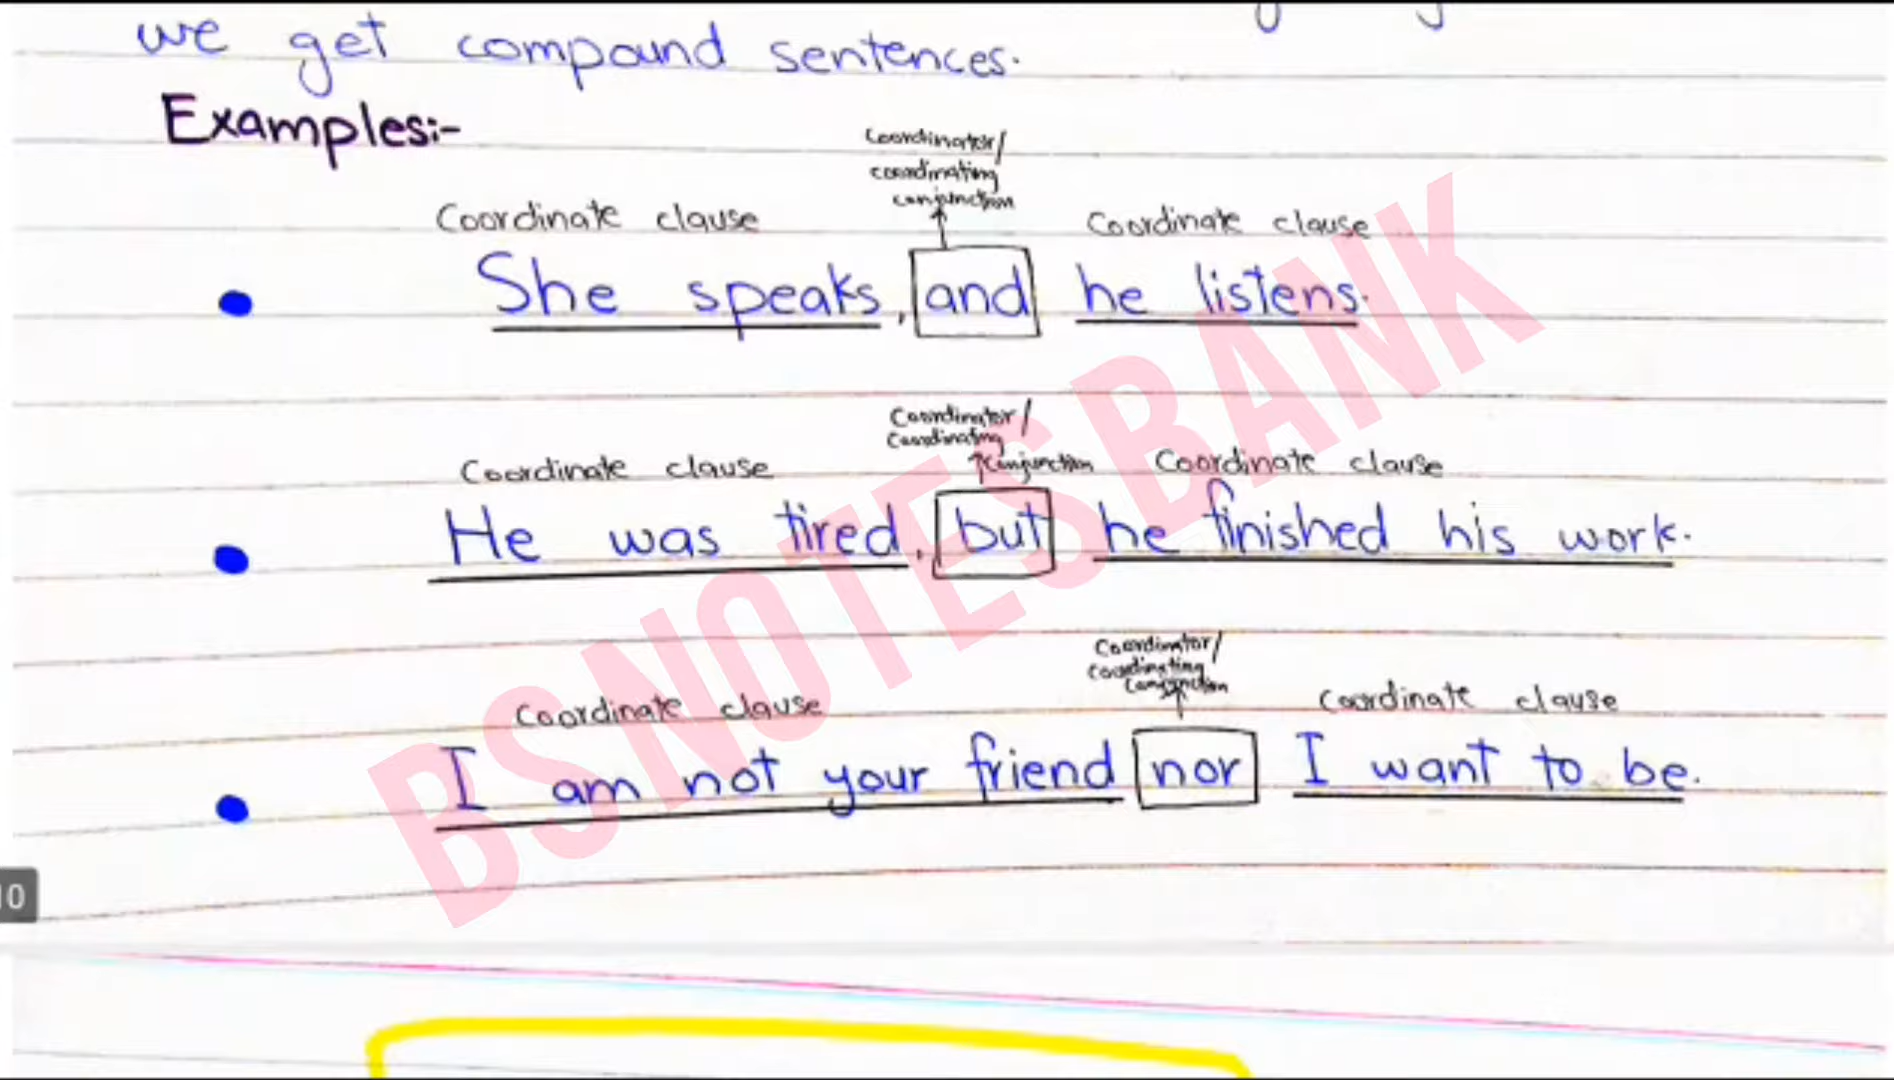 we get compound sentences.
Examples:-
Coordinator/
coordinating
conjunction
Coordinate clause Coordinate clause
She speaks, and he listens.
Coordinator/
Coordinating
Conjunction
Coordinate clause Coordinate clause
He was tired, but he finished his work.
Coordinator/
Coordinating
Conjunction
Coordinate clause Coordinate clause
I am not your friend nor I want to be.
BSNOTESBANK
10